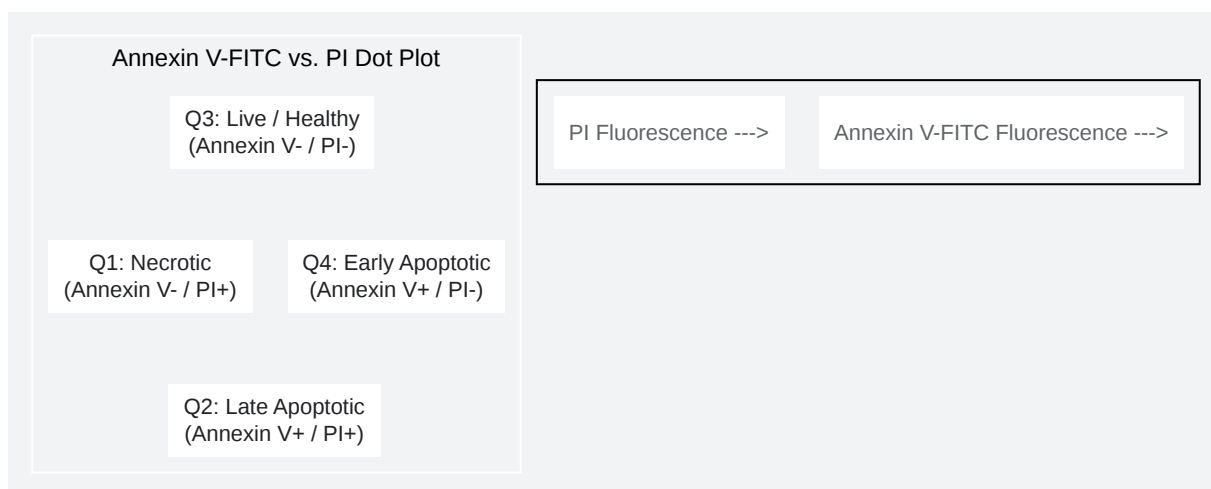 Annexin V-FITC vs. PI Dot Plot
Q3: Live / Healthy
(Annexin V- / PI-)
PI Fluorescence --->
Annexin V-FITC Fluorescence --->
Q1: Necrotic
(Annexin V- / PI+)
Q4: Early Apoptotic
(Annexin V+ / PI-)
Q2: Late Apoptotic
(Annexin V+ / PI+)